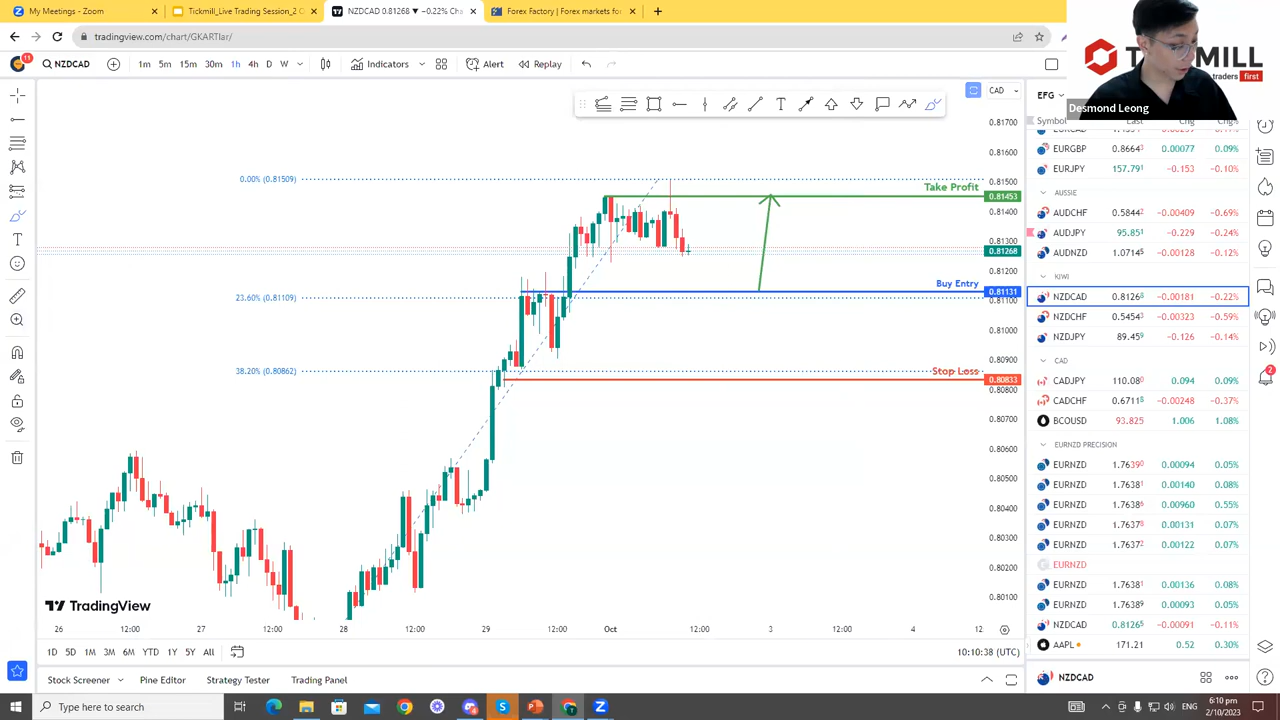 My Meetings - Zoom
Tickmill_Live Trading Session_2 O
NZDCAD 0.81268 ▼ −0.22% Cha
Forex Factory | Forex markets fo
tradingview.com/chart/GKARTlar/
TICKMILL
traders first
Desmond Leong
11
NZDCAD
1m 5m 15m 30m 1h 4h D W
Indicators
Alert
Replay
CAD
EFG
Symbol Last Chg Chg%
EURGBP 0.8664³ 0.00077 0.09%
EURJPY 157.79¹ −0.153 −0.10%
AUSSIE
AUDCHF 0.5844² −0.00409 −0.69%
AUDJPY 95.85¹ −0.229 −0.24%
AUDNZD 1.0714⁵ −0.00128 −0.12%
KIWI
NZDCAD 0.8126⁸ −0.00181 −0.22%
NZDCHF 0.5454³ −0.00323 −0.59%
NZDJPY 89.45⁹ −0.126 −0.14%
CAD
CADJPY 110.08⁰ 0.094 0.09%
CADCHF 0.6711⁸ −0.00248 −0.37%
BCOUSD 93.825 1.006 1.08%
EURNZD PRECISION
EURNZD 1.7639⁰ 0.00094 0.05%
EURNZD 1.7638¹ 0.00140 0.08%
EURNZD 1.7638⁶ 0.00960 0.55%
EURNZD 1.7637⁸ 0.00131 0.07%
EURNZD 1.7637² 0.00122 0.07%
EURNZD
EURNZD 1.7638¹ 0.00136 0.08%
EURNZD 1.7638⁹ 0.00093 0.05%
NZDCAD 0.8126⁵ −0.00091 −0.11%
AAPL 171.21 0.52 0.30%
NZDCAD
2
0.81700
0.81600
0.81500
0.81400
0.81300
0.81200
0.81100
0.81000
0.80900
0.80800
0.80700
0.80600
0.80500
0.80400
0.80300
0.80200
0.80100
0.00% (0.81509)
Take Profit
0.81453
0.81268
Buy Entry
0.81131
23.60% (0.81109)
38.20% (0.80862)
Stop Loss
0.80833
TradingView
26 12:00 27 12:00 28 12:00 29 12:00 Oct 12:00 3 12:00 4 12
1D 5D 1M 3M 6M YTD 1Y 5Y All
10:10:38 (UTC)
Stock Screener
Pine Editor
Strategy Tester
Trading Panel
Type here to search
ENG
6:10 pm
2/10/2023